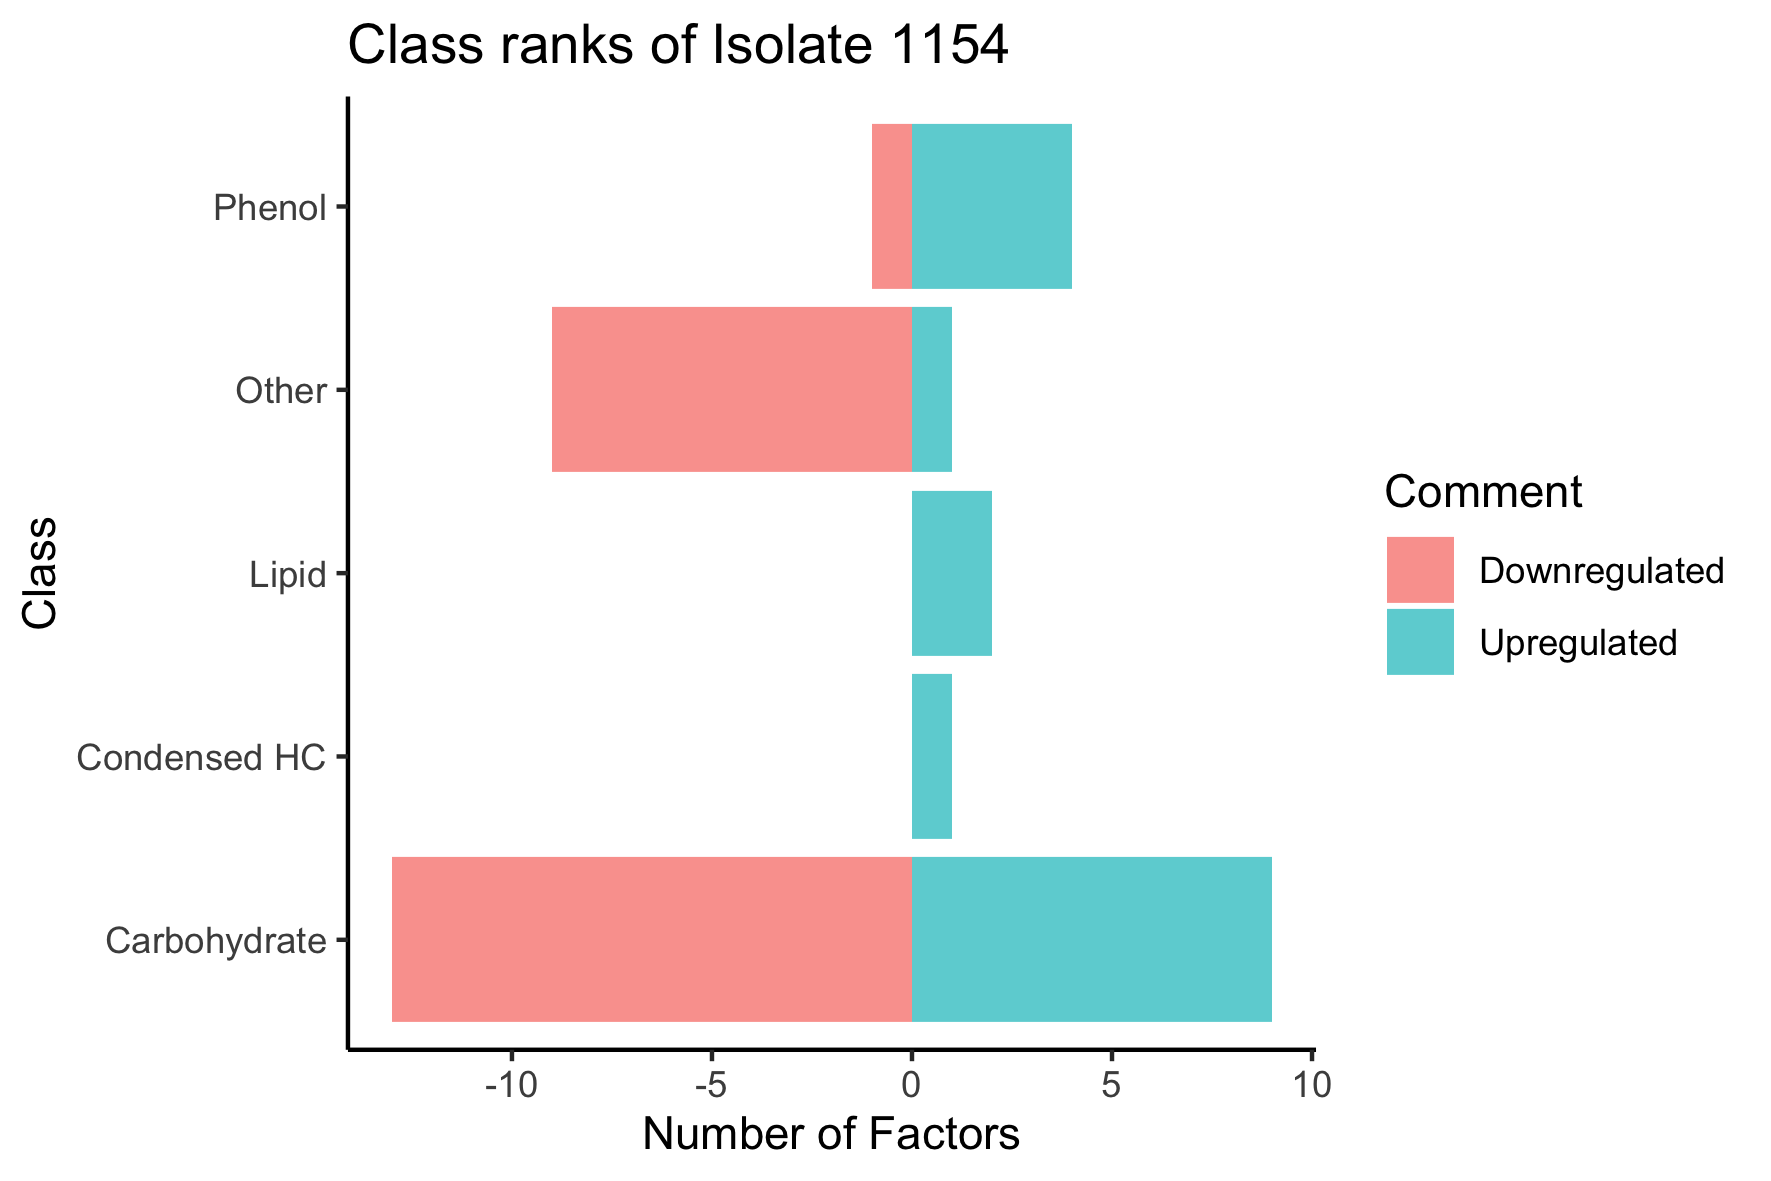 Class ranks of Isolate 1154
Phenol
Other
Lipid
Condensed HC
Carbohydrate
Class
-10 -5 0 5 10
Number of Factors
Comment
Downregulated
Upregulated